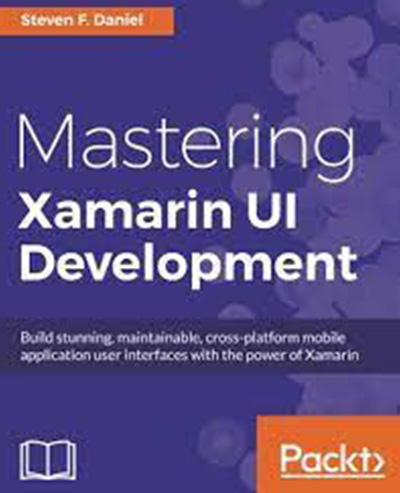 Steven F. Daniel
Mastering
Xamarin UI
Development
Build stunning, maintainable, cross-platform mobile
application user interfaces with the power of Xamarin
Packt>